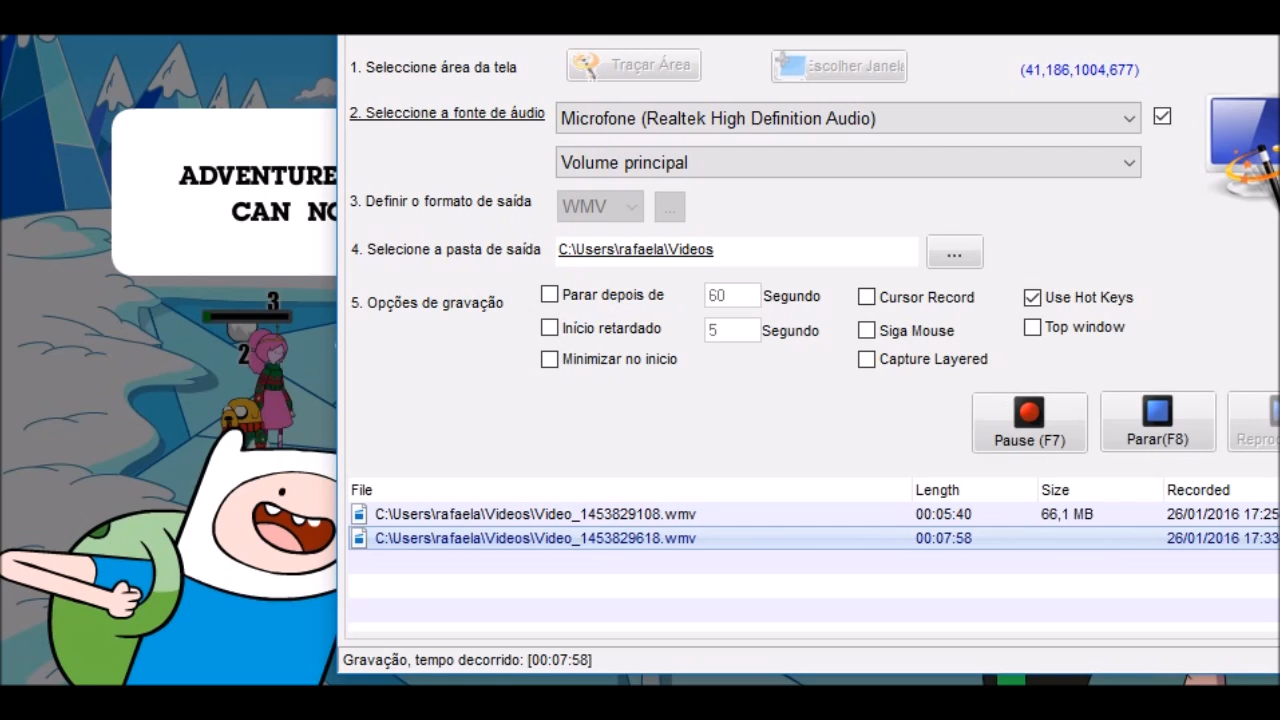 1. Seleccione área da tela
Traçar Área
Escolher Janela
(41,186,1004,677)
2. Seleccione a fonte de áudio
Microfone (Realtek High Definition Audio)
Volume principal
3. Definir o formato de saída
WMV
...
4. Selecione a pasta de saída
C:\Users\rafaela\Videos
...
5. Opções de gravação
Parar depois de
60
Segundo
Cursor Record
Use Hot Keys
Início retardado
5
Segundo
Siga Mouse
Top window
Minimizar no inicio
Capture Layered
Pause (F7)
Parar(F8)
Reproc
File Length Size Recorded
C:\Users\rafaela\Videos\Video_1453829108.wmv 00:05:40 66,1 MB 26/01/2016 17:25
C:\Users\rafaela\Videos\Video_1453829618.wmv 00:07:58 26/01/2016 17:33
Gravação, tempo decorrido: [00:07:58]
ADVENTURE
CAN NO
3
2